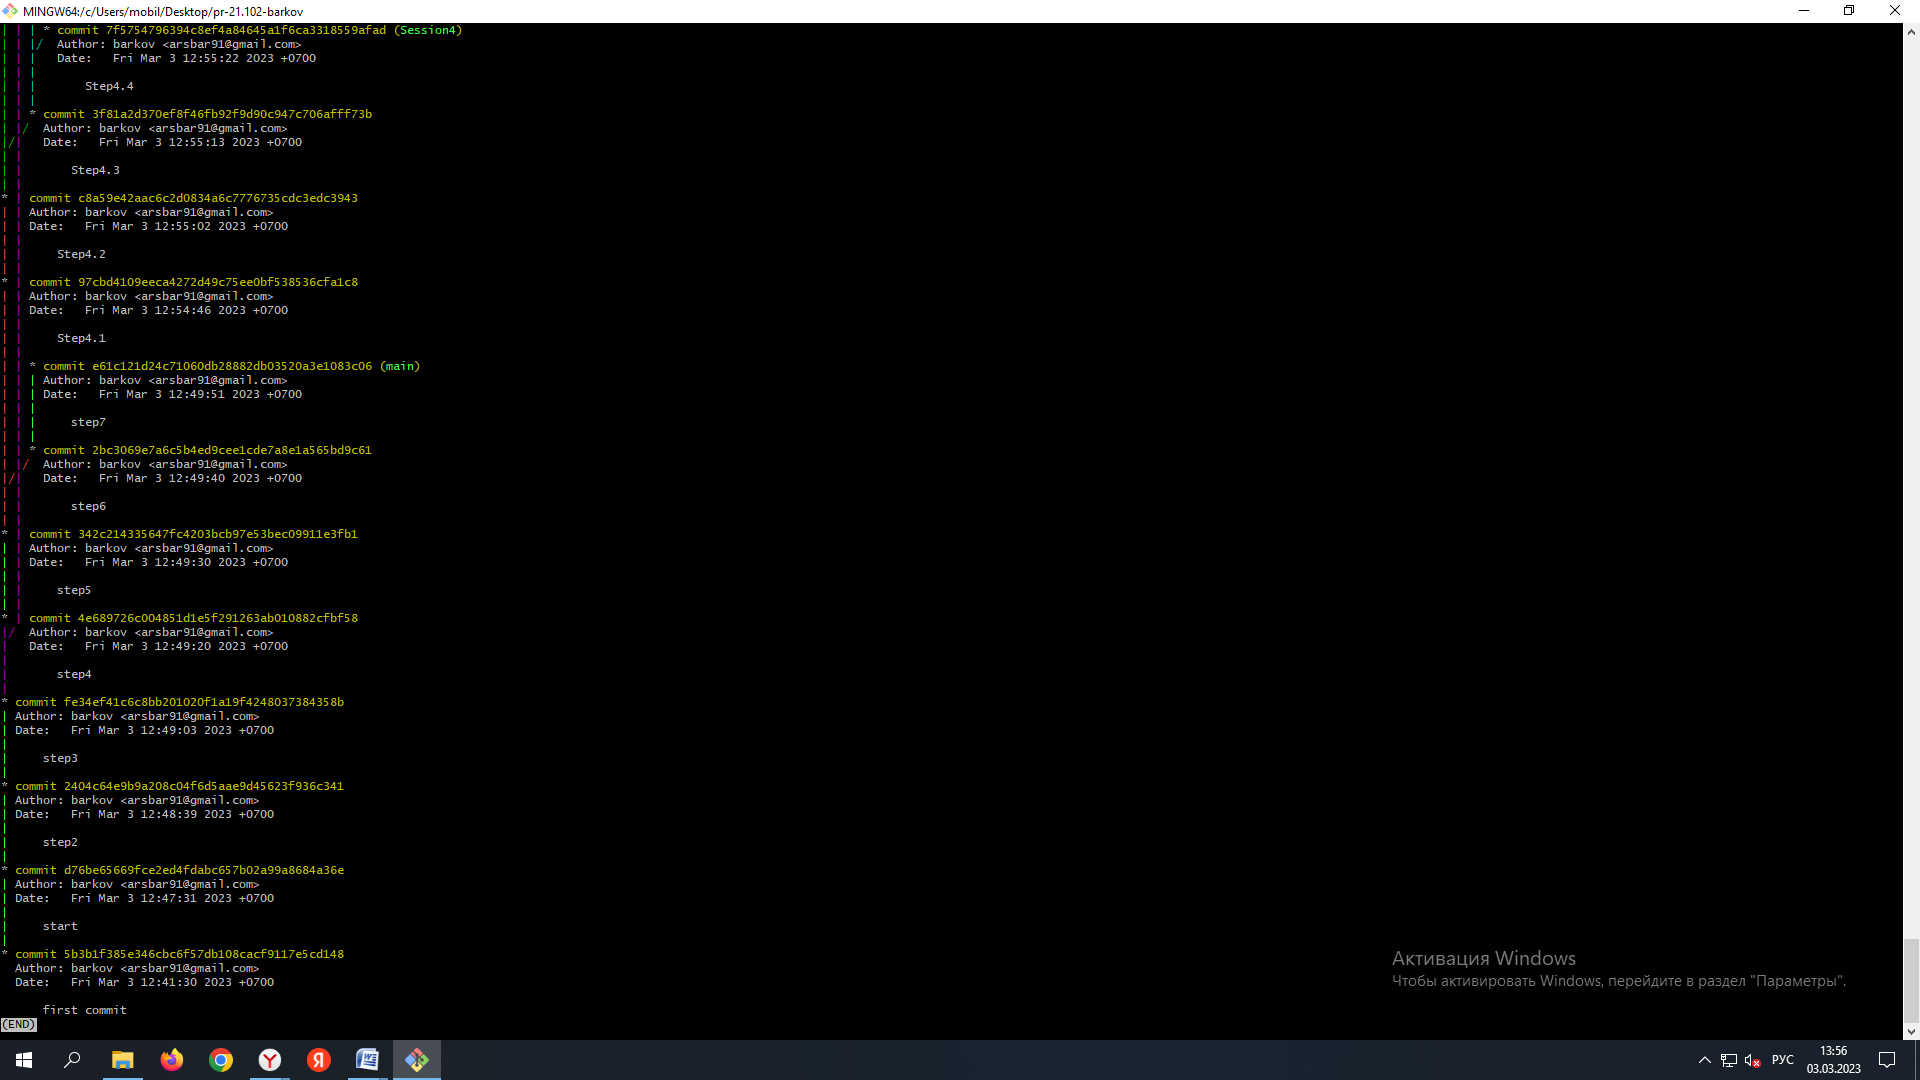 MINGW64:/c/Users/mobil/Desktop/pr-21.102-barkov
| | | * commit 7f5754796394c8ef4a84645a1f6ca3318559afad (Session4)
| | |/ Author: barkov <arsbar91@gmail.com>
| | | Date: Fri Mar 3 12:55:22 2023 +0700
| | |
| | | Step4.4
| | |
| | * commit 3f81a2d370ef8f46fb92f9d90c947c706afff73b
| |/ Author: barkov <arsbar91@gmail.com>
|/| Date: Fri Mar 3 12:55:13 2023 +0700
| |
| | Step4.3
| |
* | commit c8a59e42aac6c2d0834a6c7776735cdc3edc3943
| | Author: barkov <arsbar91@gmail.com>
| | Date: Fri Mar 3 12:55:02 2023 +0700
| |
| | Step4.2
| |
* | commit 97cbd4109eeca4272d49c75ee0bf538536cfa1c8
| | Author: barkov <arsbar91@gmail.com>
| | Date: Fri Mar 3 12:54:46 2023 +0700
| |
| | Step4.1
| |
| | * commit e61c121d24c71060db28882db03520a3e1083c06 (main)
| | | Author: barkov <arsbar91@gmail.com>
| | | Date: Fri Mar 3 12:49:51 2023 +0700
| | |
| | | step7
| | |
| | * commit 2bc3069e7a6c5b4ed9cee1cde7a8e1a565bd9c61
| |/ Author: barkov <arsbar91@gmail.com>
|/| Date: Fri Mar 3 12:49:40 2023 +0700
| |
| | step6
| |
* | commit 342c214335647fc4203bcb97e53bec09911e3fb1
| | Author: barkov <arsbar91@gmail.com>
| | Date: Fri Mar 3 12:49:30 2023 +0700
| |
| | step5
| |
* | commit 4e689726c004851d1e5f291263ab010882cfbf58
|/ Author: barkov <arsbar91@gmail.com>
| Date: Fri Mar 3 12:49:20 2023 +0700
|
| step4
|
* commit fe34ef41c6c8bb201020f1a19f4248037384358b
| Author: barkov <arsbar91@gmail.com>
| Date: Fri Mar 3 12:49:03 2023 +0700
|
| step3
|
* commit 2404c64e9b9a208c04f6d5aae9d45623f936c341
| Author: barkov <arsbar91@gmail.com>
| Date: Fri Mar 3 12:48:39 2023 +0700
|
| step2
|
* commit d76be65669fce2ed4fdabc657b02a99a8684a36e
| Author: barkov <arsbar91@gmail.com>
| Date: Fri Mar 3 12:47:31 2023 +0700
|
| start
|
* commit 5b3b1f385e346cbc6f57db108cacf9117e5cd148
Author: barkov <arsbar91@gmail.com>
Date: Fri Mar 3 12:41:30 2023 +0700
first commit
(END)
Активация Windows
Чтобы активировать Windows, перейдите в раздел "Параметры".
РУС
13:56
03.03.2023